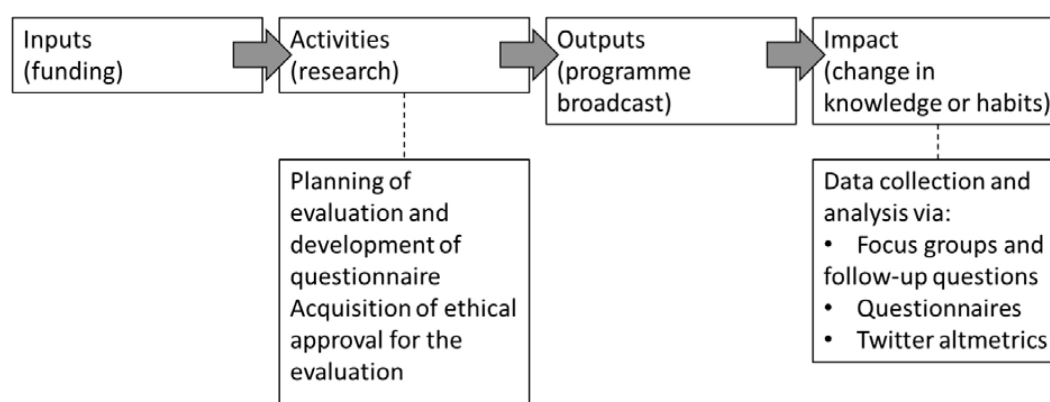 Inputs
(funding)
Activities
(research)
Outputs
(programme
broadcast)
Impact
(change in
knowledge or habits)
Planning of
evaluation and
development of
questionnaire
Acquisition of ethical
approval for the
evaluation
Data collection and
analysis via:
• Focus groups and
follow-up questions
• Questionnaires
• Twitter altmetrics